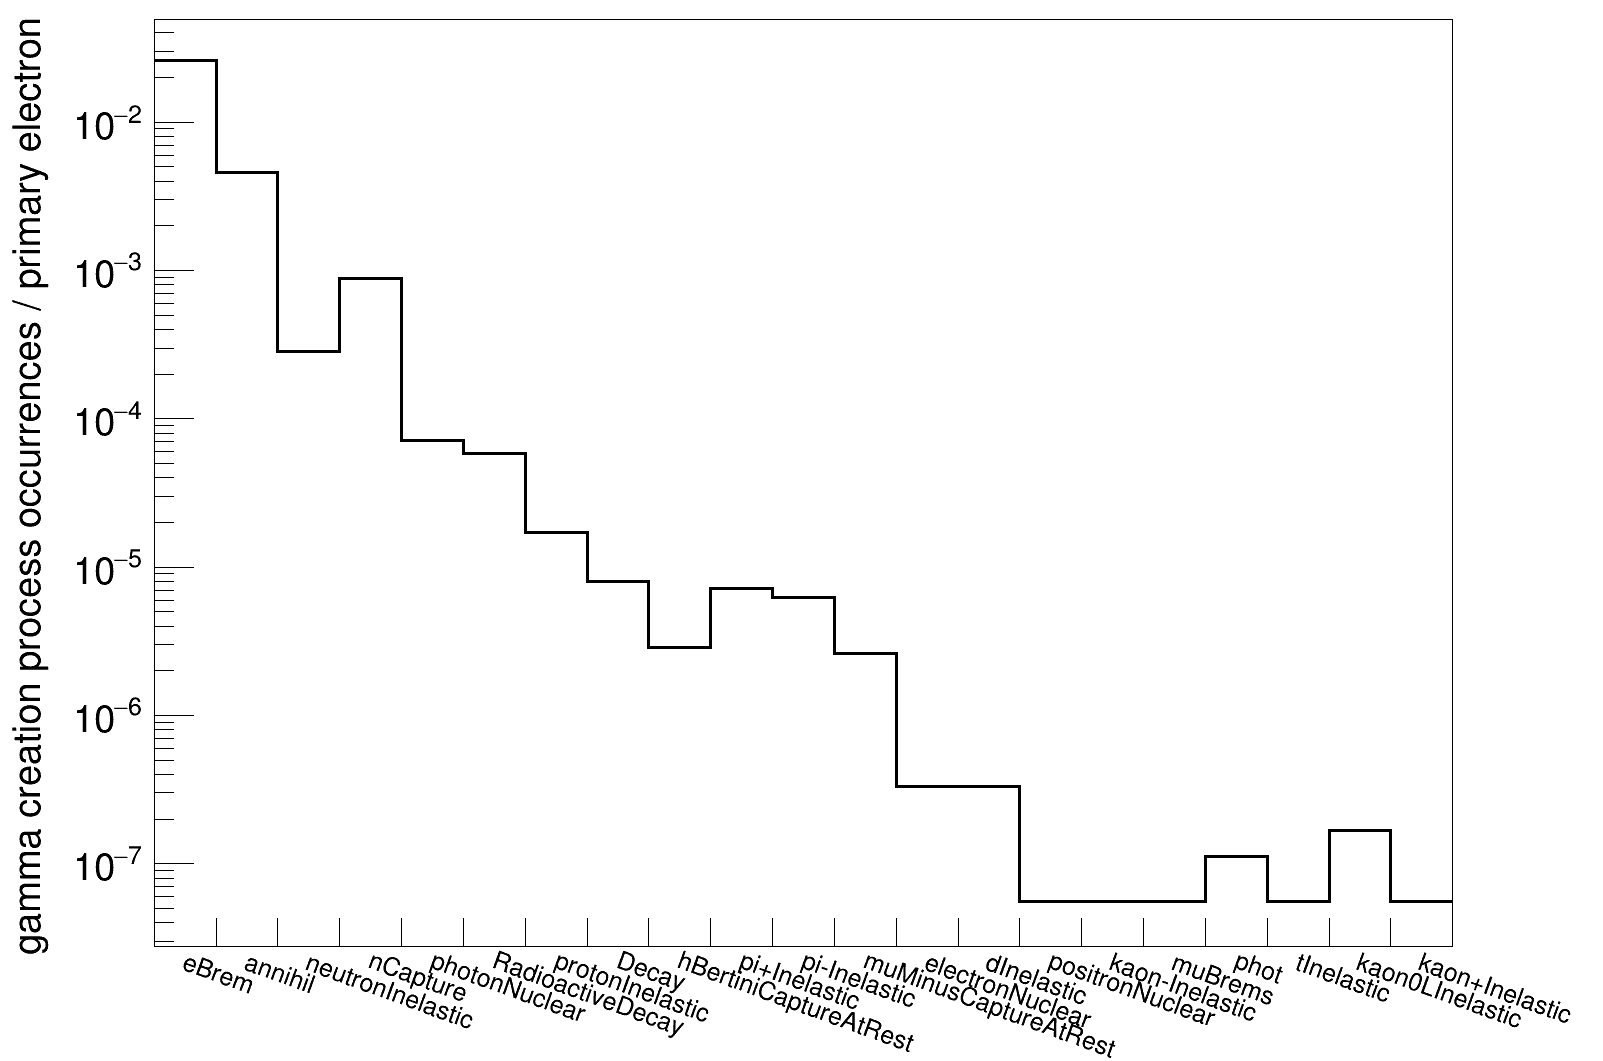 gamma creation process occurrences / primary electron
10−2
10−3
10−4
10−5
10−6
10−7
eBrem
annihil
neutronInelastic
nCapture
photonNuclear
RadioactiveDecay
protonInelastic
Decay
hBertiniCaptureAtRest
pi+Inelastic
pi-Inelastic
muMinusCaptureAtRest
electronNuclear
dInelastic
positronNuclear
kaon-Inelastic
muBrems
phot
tInelastic
kaon0LInelastic
kaon+Inelastic